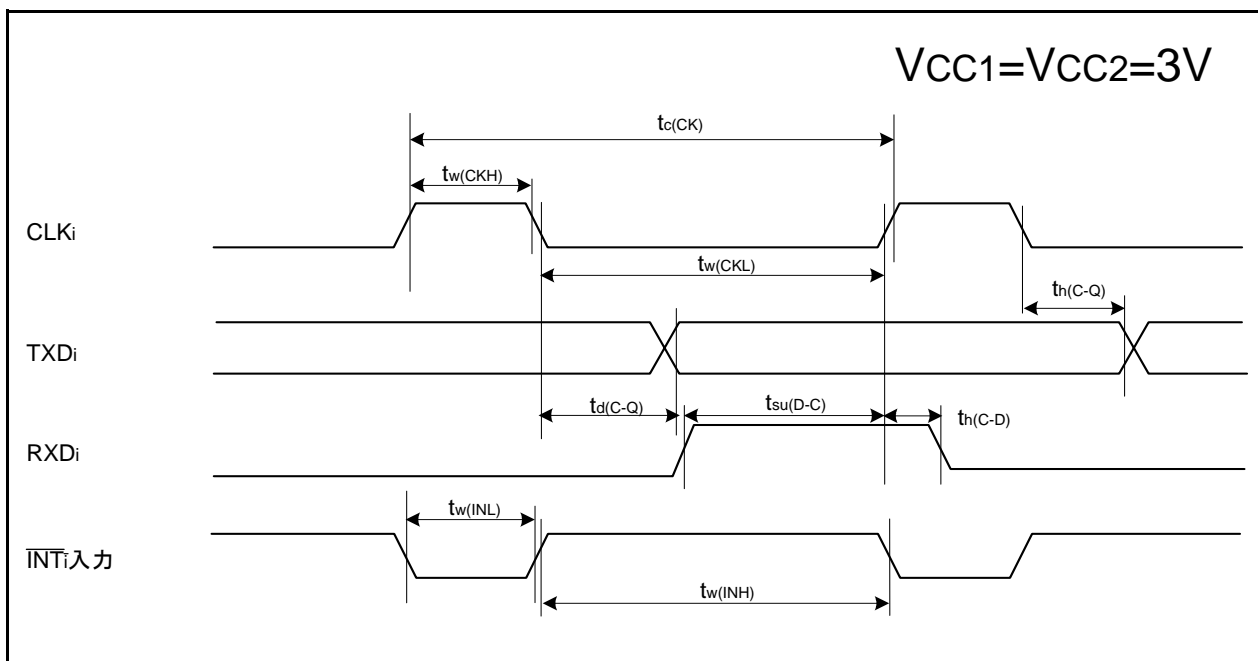 VCC1=VCC2=3V
tc(CK)
tw(CKH)
CLKi
tw(CKL)
th(C-Q)
TXDi
td(C-Q)
tsu(D-C)
th(C-D)
RXDi
tw(INL)
INTi入力
tw(INH)